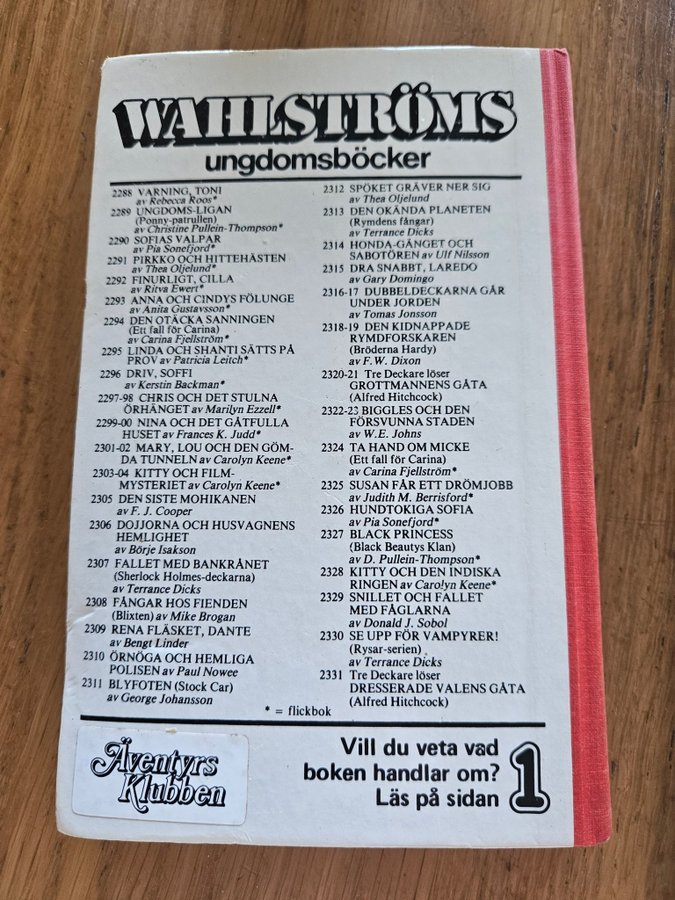 WAHLSTRÖMS
ungdomsböcker
2288 VARNING, TONI
av Rebecca Roos*
2289 UNGDOMS-LIGAN
(Ponny-patrullen)
av Christine Pullein-Thompson*
2290 SOFIAS VALPAR
av Pia Sonefjord*
2291 PIRKKO OCH HITTEHÄSTEN
av Thea Oljelund*
2292 FINURLIGT, CILLA
av Ritva Ewert*
2293 ANNA OCH CINDYS FÖLUNGE
av Anita Gustavsson*
2294 DEN OTÄCKA SANNINGEN
(Ett fall för Carina)
av Carina Fjellström*
2295 LINDA OCH SHANTI SÄTTS PÅ
PROV av Patricia Leitch*
2296 DRIV, SOFFI
av Kerstin Backman*
2297-98 CHRIS OCH DET STULNA
ÖRHÄNGET av Marilyn Ezzell*
2299-00 NINA OCH DET GÅTFULLA
HUSET av Frances K. Judd*
2301-02 MARY, LOU OCH DEN GÖM-
DA TUNNELN av Carolyn Keene*
2303-04 KITTY OCH FILM-
MYSTERIET av Carolyn Keene*
2305 DEN SISTE MOHIKANEN
av F. J. Cooper
2306 DOJJORNA OCH HUSVAGNENS
HEMLIGHET
av Börje Isakson
2307 FALLET MED BANKRÅNET
(Sherlock Holmes-deckarna)
av Terrance Dicks
2308 FÅNGAR HOS FIENDEN
(Blixten) av Mike Brogan
2309 RENA FLÄSKET, DANTE
av Bengt Linder
2310 ÖRNÖGA OCH HEMLIGA
POLISEN av Paul Nowee
2311 BLYFOTEN (Stock Car)
av George Johansson
2312 SPÖKET GRÄVER NER SIG
av Thea Oljelund
2313 DEN OKÄNDA PLANETEN
(Rymdens fångar)
av Terrance Dicks
2314 HONDA-GÄNGET OCH
SABOTÖREN av Ulf Nilsson
2315 DRA SNABBT, LAREDO
av Gary Domingo
2316-17 DUBBELDECKARNA GÅR
UNDER JORDEN
av Tomas Jonsson
2318-19 DEN KIDNAPPADE
RYMDFORSKAREN
(Bröderna Hardy)
av F.W. Dixon
2320-21 Tre Deckare löser
GROTTMANNENS GÅTA
(Alfred Hitchcock)
2322-23 BIGGLES OCH DEN
FÖRSVUNNA STADEN
av W.E. Johns
2324 TA HAND OM MICKE
(Ett fall för Carina)
av Carina Fjellström*
2325 SUSAN FÅR ETT DRÖMJOBB
av Judith M. Berrisford*
2326 HUNDTOKIGA SOFIA
av Pia Sonefjord*
2327 BLACK PRINCESS
(Black Beautys Klan)
av D. Pullein-Thompson*
2328 KITTY OCH DEN INDISKA
RINGEN av Carolyn Keene*
2329 SNILLET OCH FALLET
MED FÅGLARNA
av Donald J. Sobol
2330 SE UPP FÖR VAMPYRER!
(Rysar-serien)
av Terrance Dicks
2331 Tre Deckare löser
DRESSERADE VALENS GÅTA
(Alfred Hitchcock)
* = flickbok
Äventyrs
Klubben
Vill du veta vad
boken handlar om?
Läs på sidan 1